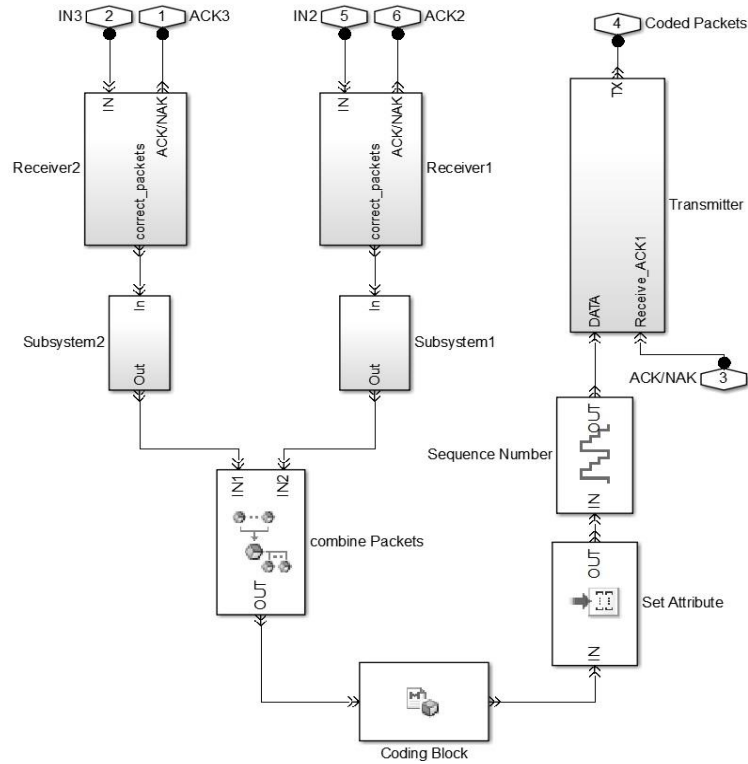 IN3 2 1 ACK3
IN2 5 6 ACK2
4 Coded Packets
IN ACK/NAK
IN ACK/NAK
TX
Receiver2
Receiver1
Transmitter
correct_packets
correct_packets
DATA Receive_ACK1
In
In
Subsystem2
Subsystem1
Out
Out
ACK/NAK 3
IN1 IN2
combine Packets
OUT
OUT
Sequence Number
IN
OUT
Set Attribute
IN
M
Coding Block